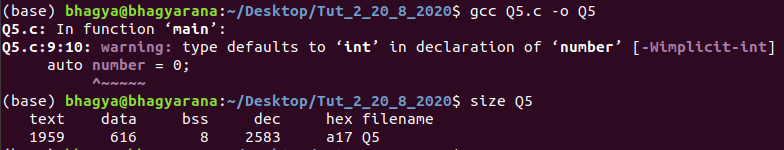 (base) bhagya@bhagyarana:~/Desktop/Tut_2_20_8_2020$ gcc Q5.c -o Q5
Q5.c: In function ‘main’:
Q5.c:9:10: warning: type defaults to ‘int’ in declaration of ‘number’ [-Wimplicit-int]
     auto number = 0;
          ^~~~~~
(base) bhagya@bhagyarana:~/Desktop/Tut_2_20_8_2020$ size Q5
   text    data     bss     dec     hex filename
   1959     616       8    2583     a17 Q5